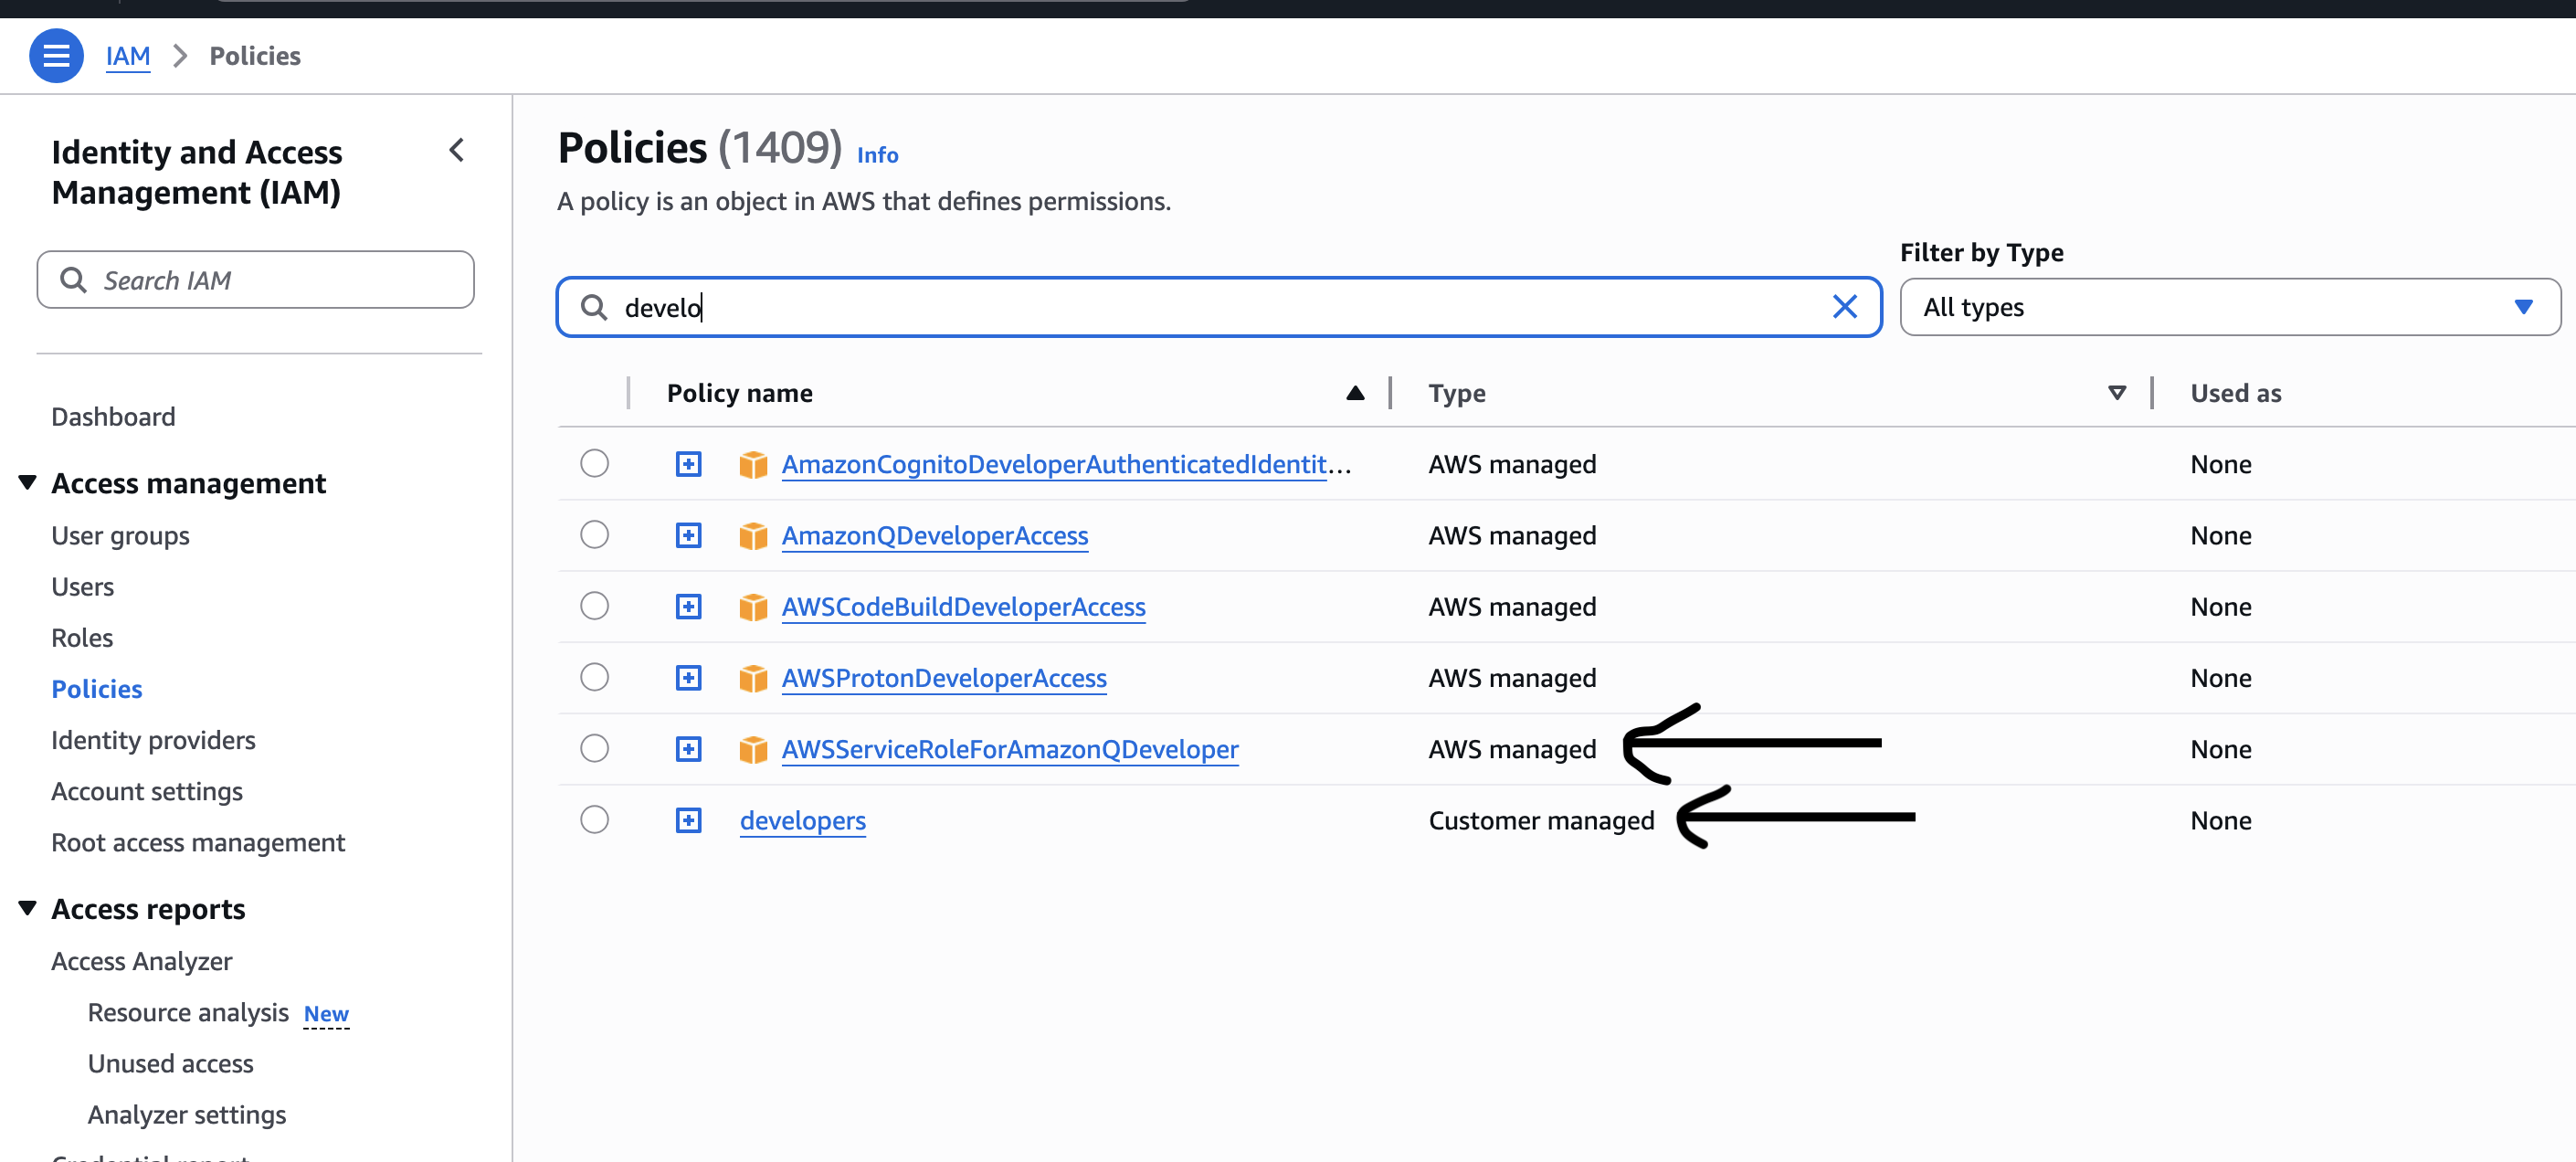 IAM > Policies
Identity and Access
Management (IAM)
Search IAM
Dashboard
Access management
User groups
Users
Roles
Policies
Identity providers
Account settings
Root access management
Access reports
Access Analyzer
Resource analysis New
Unused access
Analyzer settings
Policies (1409) Info
A policy is an object in AWS that defines permissions.
Filter by Type
develo
All types
Policy name Type Used as
AmazonCognitoDeveloperAuthenticatedIdentit... AWS managed None
AmazonQDeveloperAccess AWS managed None
AWSCodeBuildDeveloperAccess AWS managed None
AWSProtonDeveloperAccess AWS managed None
AWSServiceRoleForAmazonQDeveloper AWS managed None
developers Customer managed None